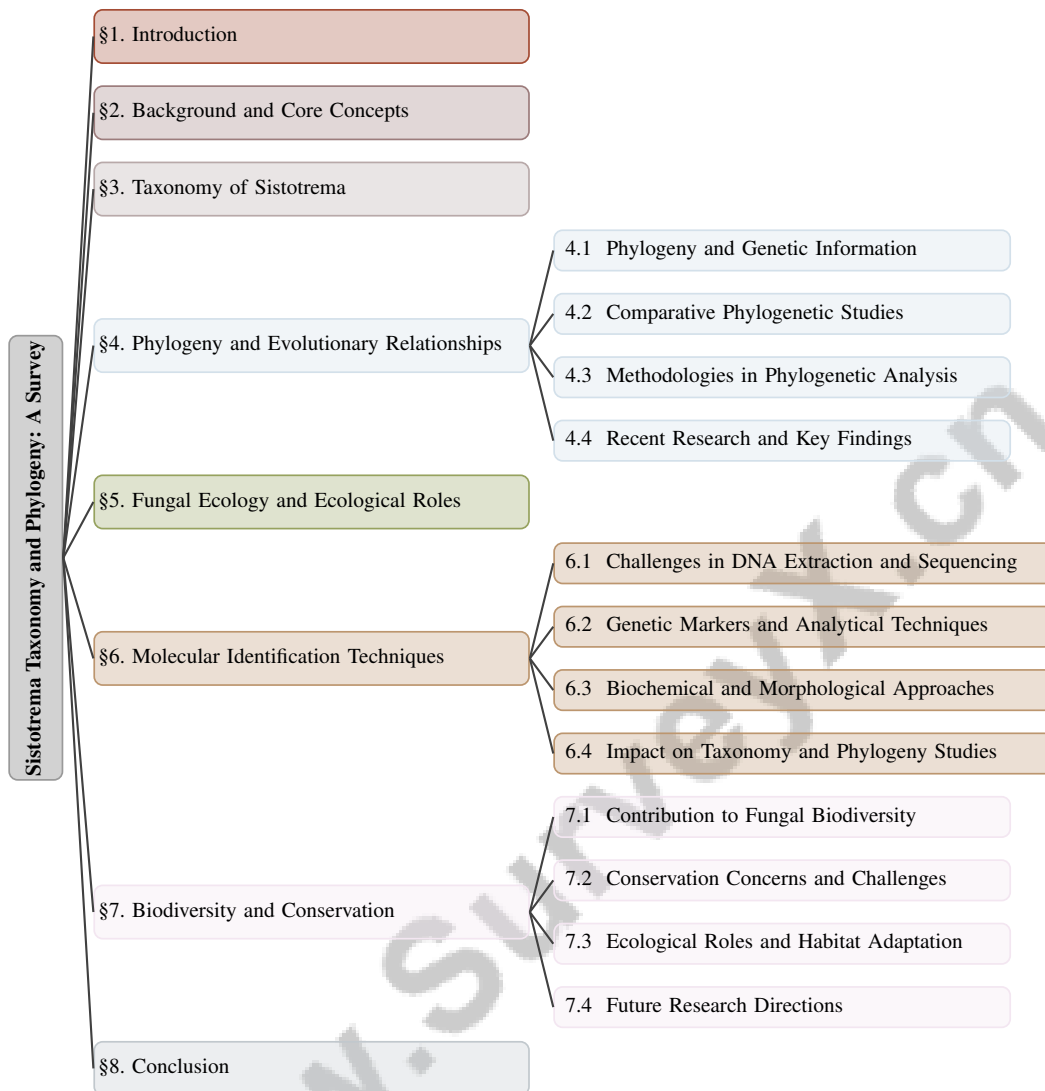 Sistotrema Taxonomy and Phylogeny: A Survey
§1. Introduction
§2. Background and Core Concepts
§3. Taxonomy of Sistotrema
§4. Phylogeny and Evolutionary Relationships
4.1 Phylogeny and Genetic Information
4.2 Comparative Phylogenetic Studies
4.3 Methodologies in Phylogenetic Analysis
4.4 Recent Research and Key Findings
§5. Fungal Ecology and Ecological Roles
§6. Molecular Identification Techniques
6.1 Challenges in DNA Extraction and Sequencing
6.2 Genetic Markers and Analytical Techniques
6.3 Biochemical and Morphological Approaches
6.4 Impact on Taxonomy and Phylogeny Studies
§7. Biodiversity and Conservation
7.1 Contribution to Fungal Biodiversity
7.2 Conservation Concerns and Challenges
7.3 Ecological Roles and Habitat Adaptation
7.4 Future Research Directions
§8. Conclusion
w.SurveyX.cn